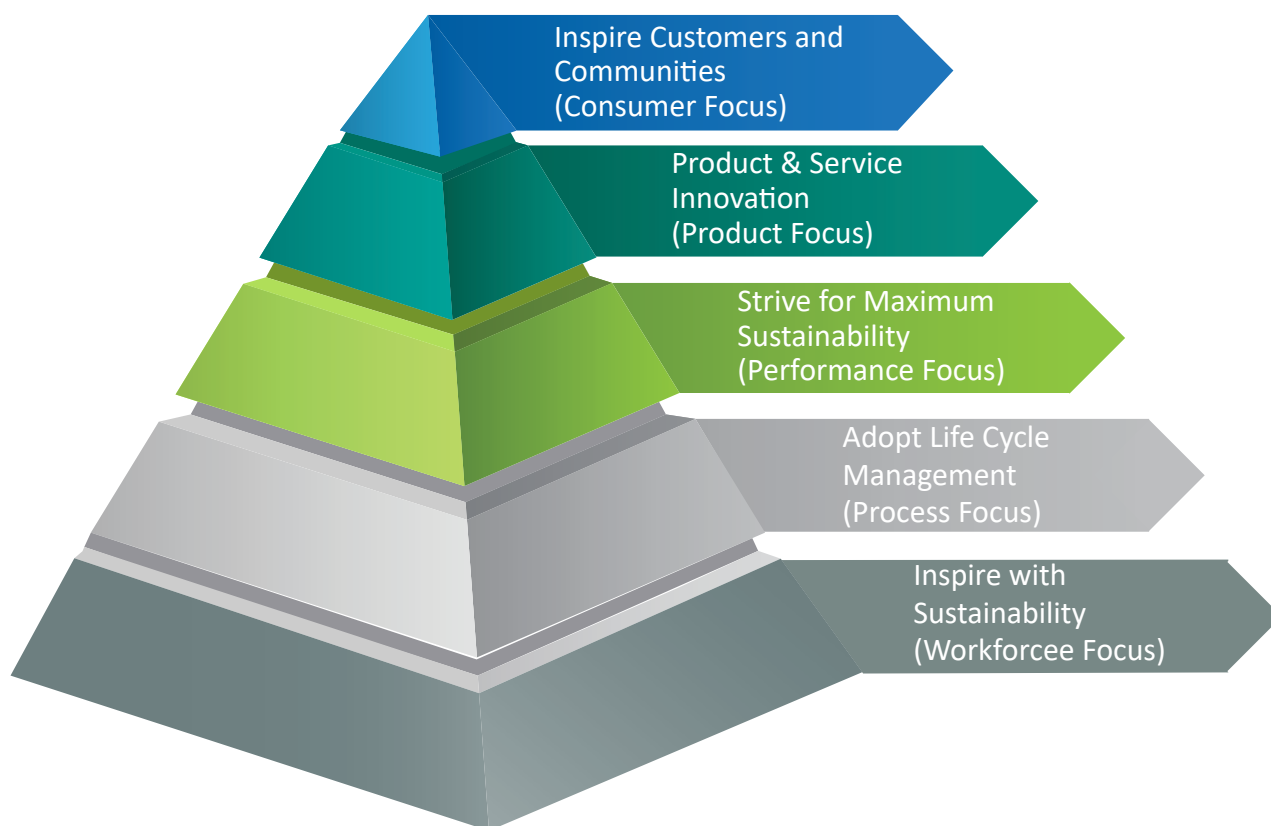 Inspire Customers and
Communities
(Consumer Focus)
Product & Service
Innovation
(Product Focus)
Strive for Maximum
Sustainability
(Performance Focus)
Adopt Life Cycle
Management
(Process Focus)
Inspire with
Sustainability
(Workforcee Focus)